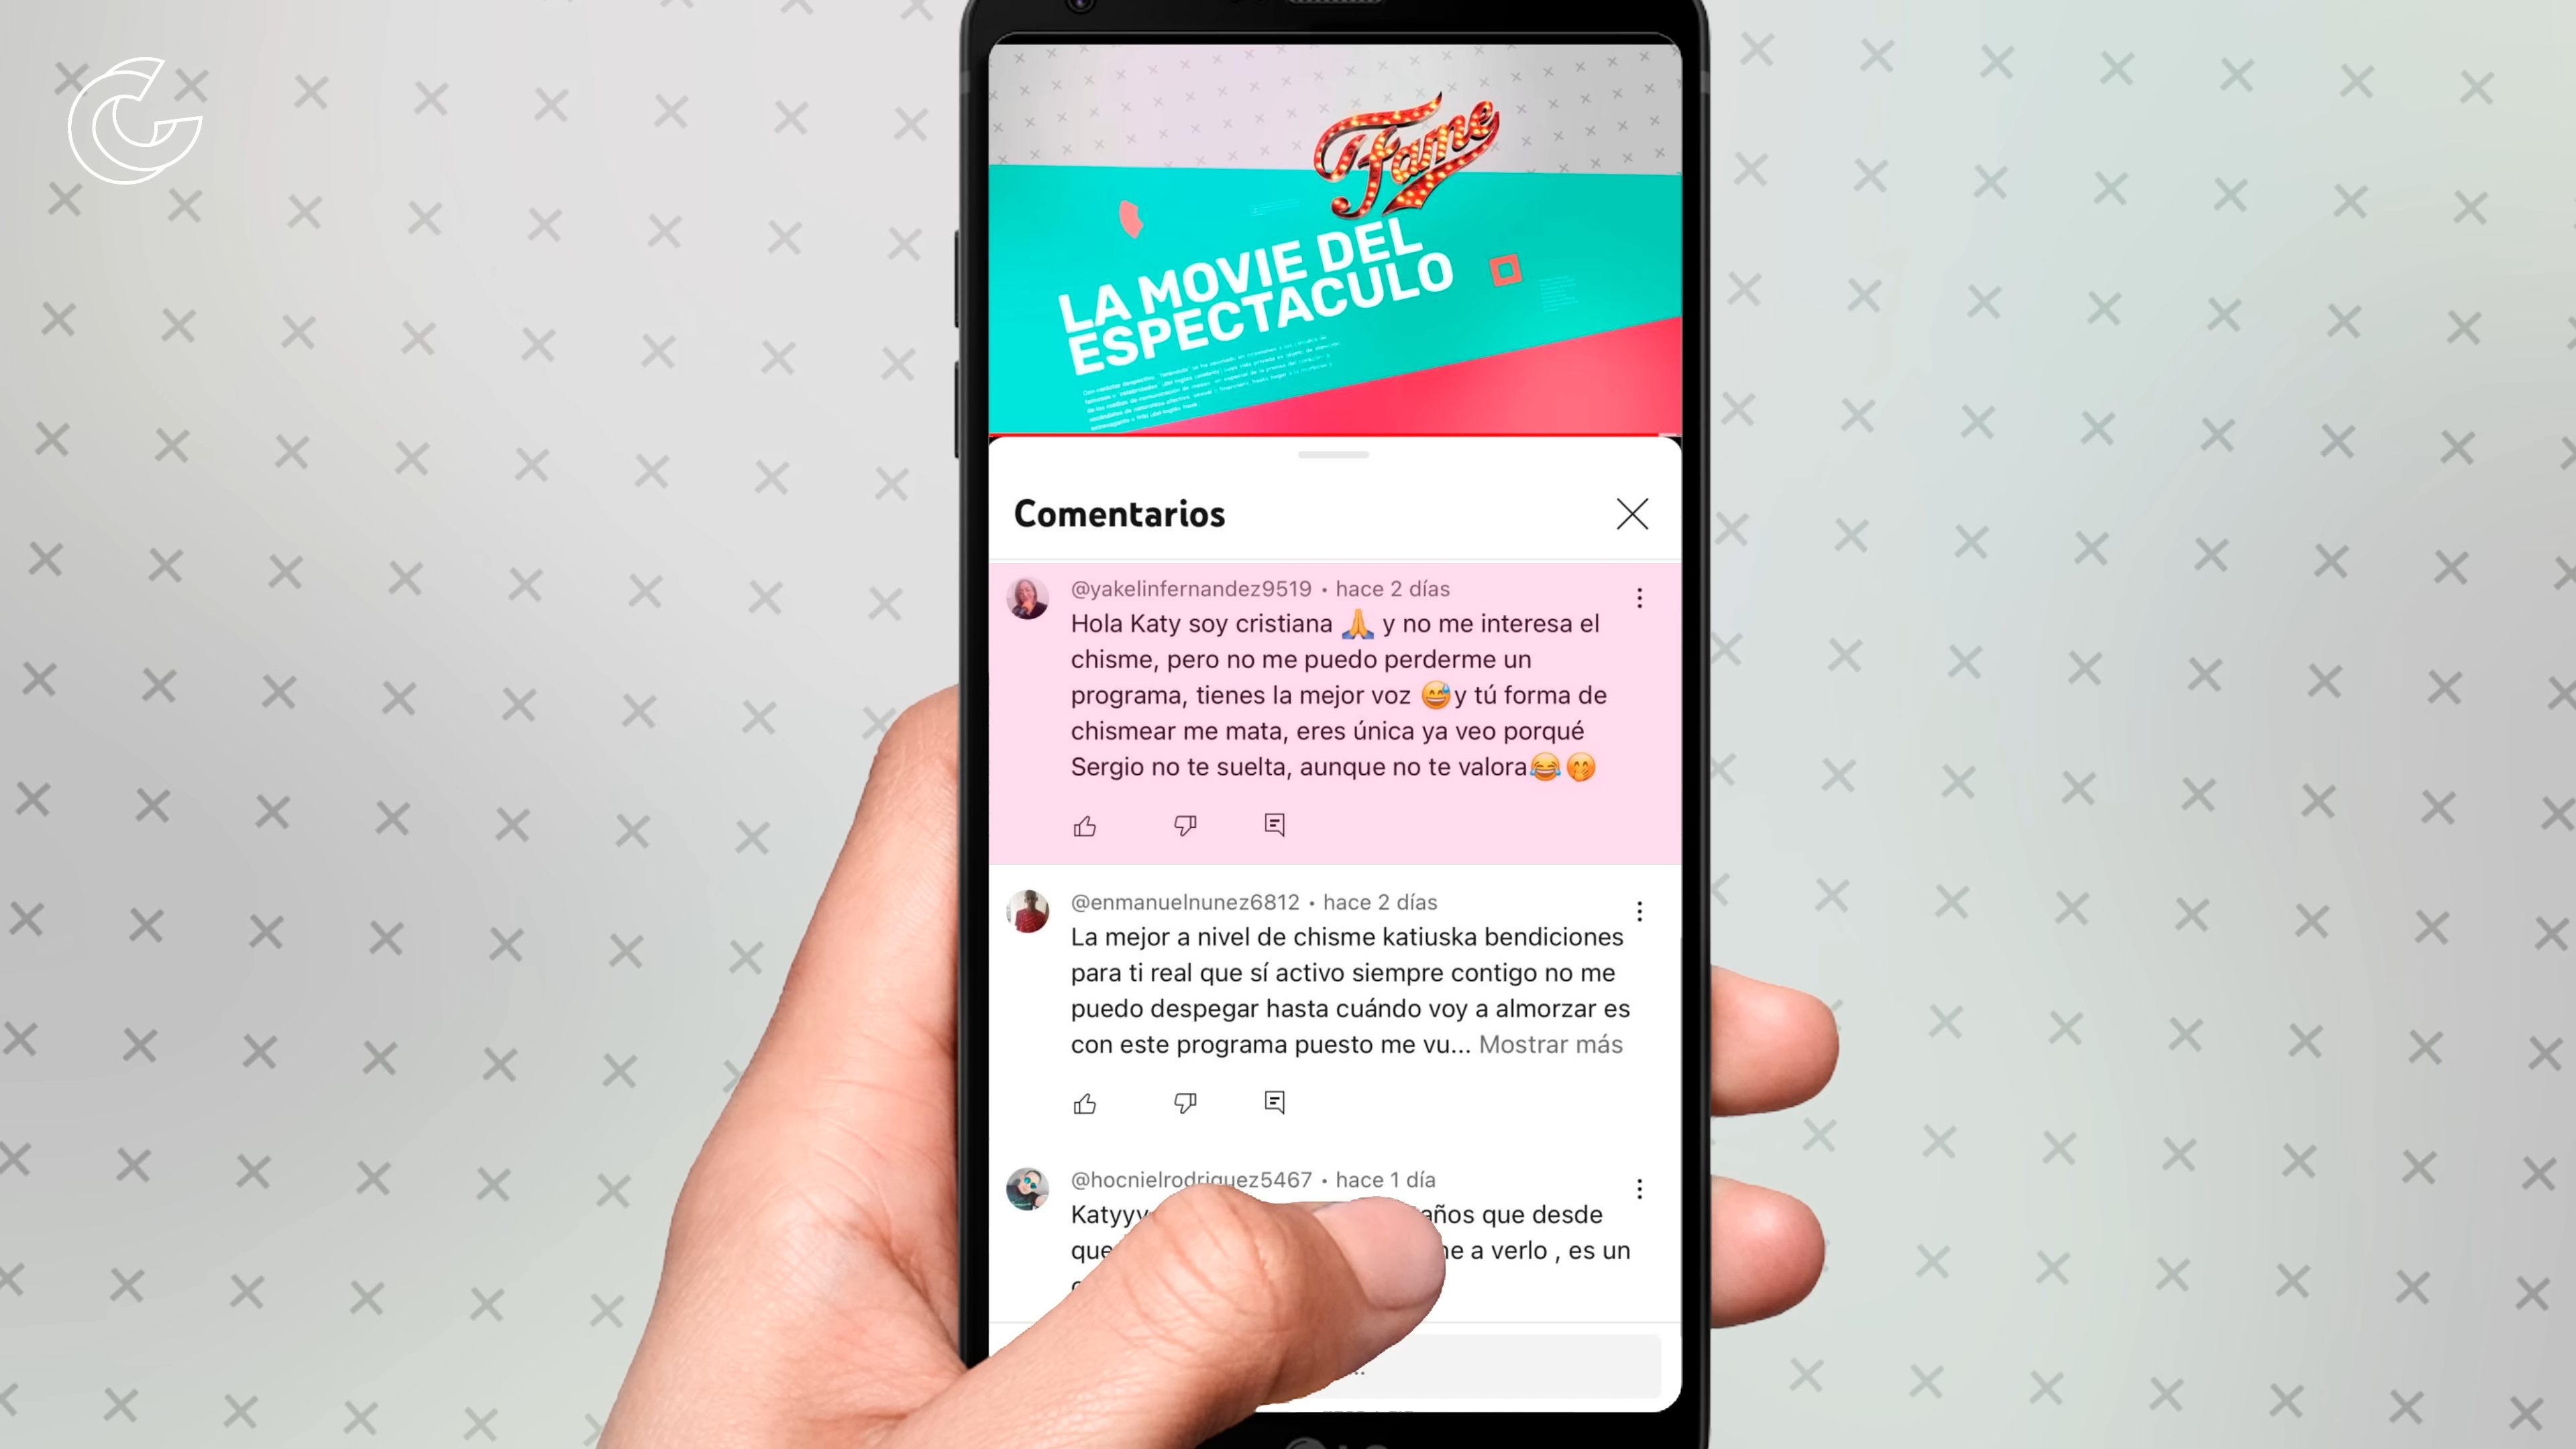 Fame
LA MOVIE DEL
ESPECTACULO
Comentarios
@yakelinfernandez9519 • hace 2 días
Hola Katy soy cristiana 🙏 y no me interesa el
chisme, pero no me puedo perderme un
programa, tienes la mejor voz 😅y tú forma de
chismear me mata, eres única ya veo porqué
Sergio no te suelta, aunque no te valora😂🤭
@enmanuelnunez6812 • hace 2 días
La mejor a nivel de chisme katiuska bendiciones
para ti real que sí activo siempre contigo no me
puedo despegar hasta cuándo voy a almorzar es
con este programa puesto me vu... Mostrar más
@hocnielrodriguez5467 • hace 1 día
Katyyy años que desde
que a verlo , es un